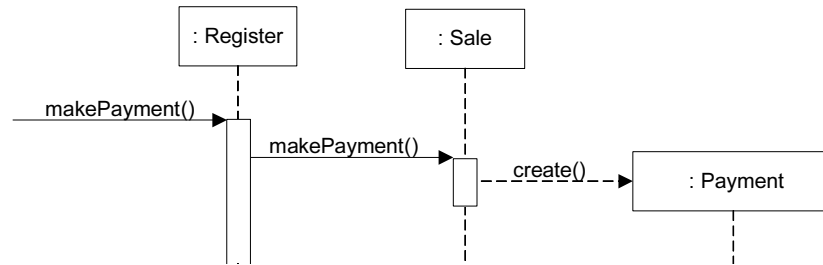 : Register
: Sale
makePayment()
makePayment()
create()
: Payment